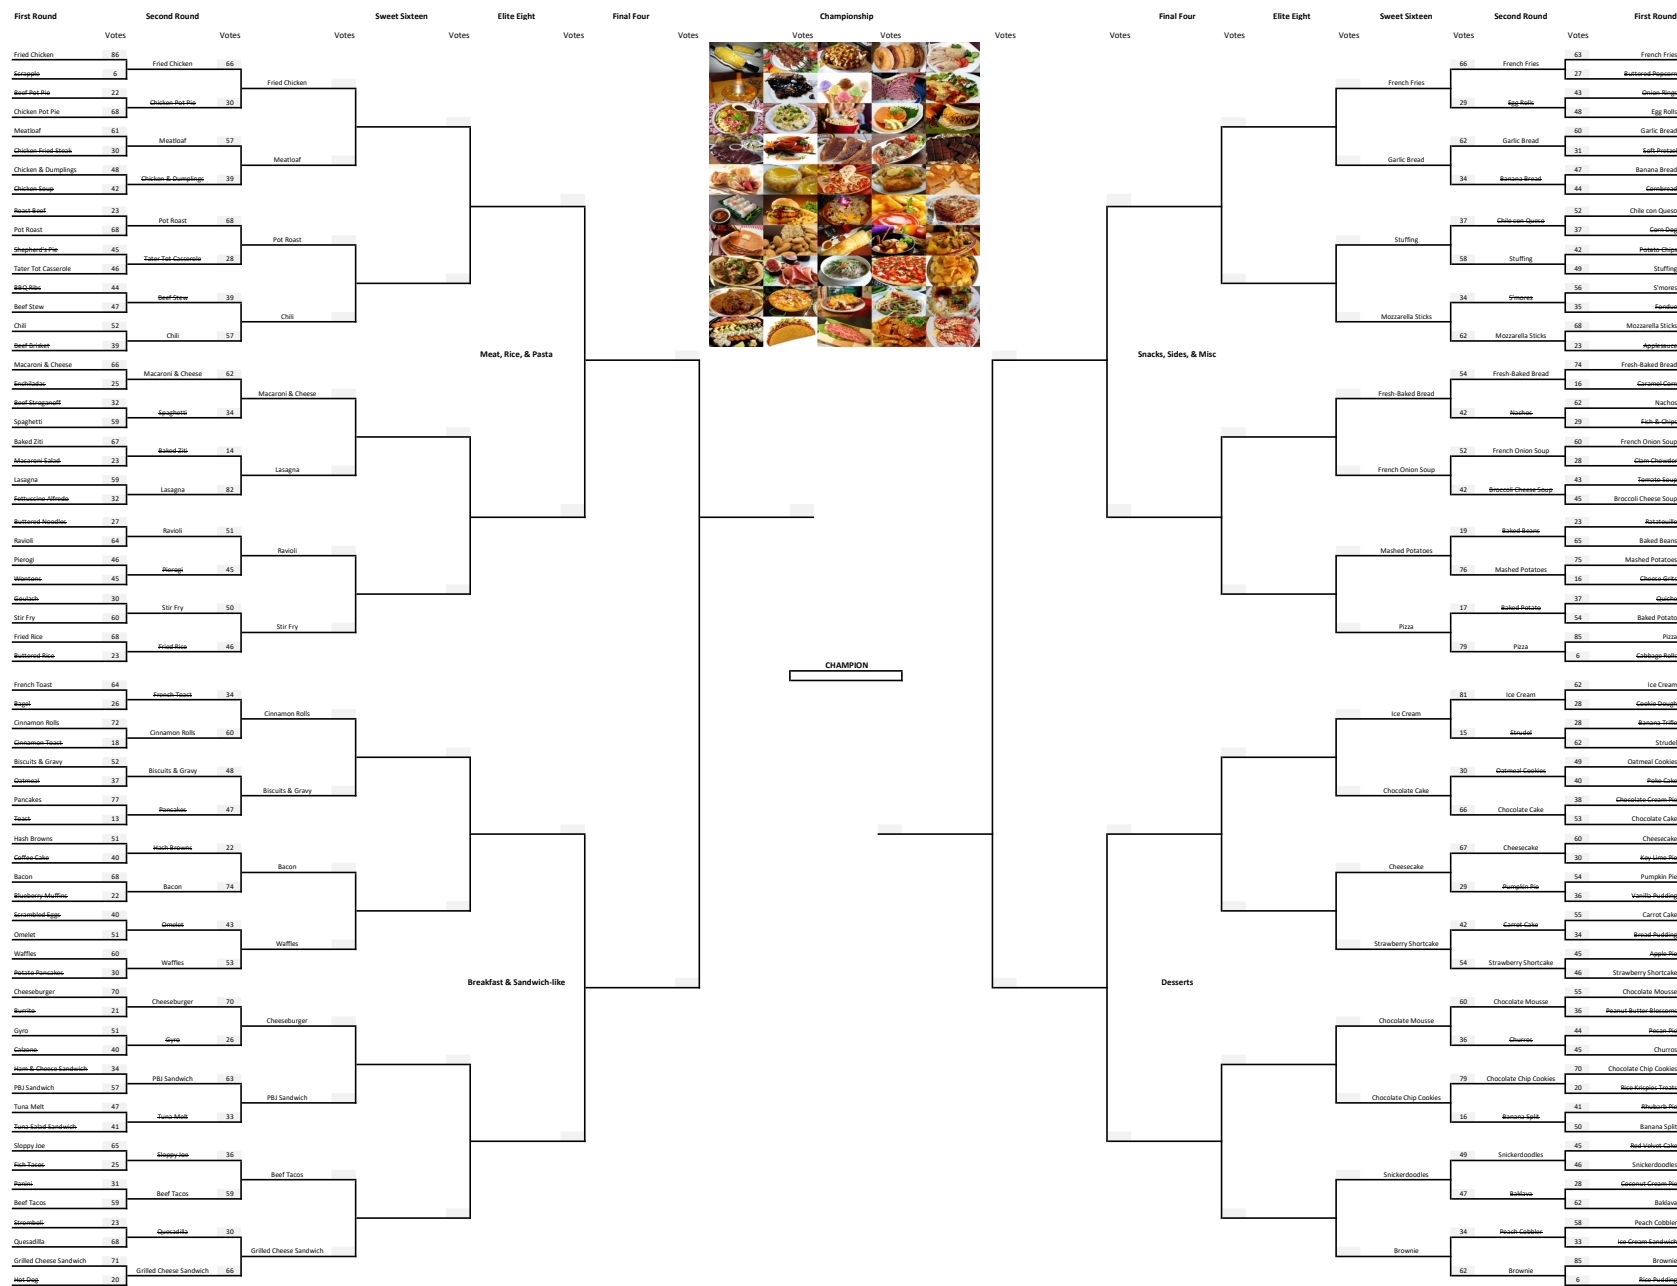 First Round Second Round Sweet Sixteen Elite Eight Final Four Championship Final Four Elite Eight Sweet Sixteen Second Round First Round
Votes Votes Votes Votes Votes Votes Votes Votes Votes Votes Votes Votes Votes Votes
Fried Chicken 86
Scrapple 6
Beef Pot Pie 22
Chicken Pot Pie 68
Meatloaf 61
Chicken Fried Steak 30
Chicken & Dumplings 48
Chicken Soup 42
Roast Beef 23
Pot Roast 68
Shepherd's Pie 45
Tater Tot Casserole 46
BBQ Ribs 44
Beef Stew 47
Chili 52
Beef Brisket 39
Macaroni & Cheese 66
Enchiladas 25
Beef Stroganoff 32
Spaghetti 59
Baked Ziti 67
Macaroni Salad 23
Lasagna 59
Fettuccine Alfredo 32
Buttered Noodles 27
Ravioli 64
Pierogi 46
Wontons 45
Goulash 30
Stir Fry 60
Fried Rice 68
Buttered Rice 23
French Toast 64
Bagel 26
Cinnamon Rolls 72
Cinnamon Toast 18
Biscuits & Gravy 52
Oatmeal 37
Pancakes 77
Toast 13
Hash Browns 51
Coffee Cake 40
Bacon 68
Blueberry Muffins 22
Scrambled Eggs 40
Omelet 51
Waffles 60
Potato Pancakes 30
Cheeseburger 70
Burrito 21
Gyro 51
Calzone 40
Ham & Cheese Sandwich 34
PBJ Sandwich 57
Tuna Melt 47
Tuna Salad Sandwich 41
Sloppy Joe 65
Fish Tacos 25
Panini 31
Beef Tacos 59
Stromboli 23
Quesadilla 68
Grilled Cheese Sandwich 71
Hot Dog 20
Fried Chicken 66
Chicken Pot Pie 30
Meatloaf 57
Chicken & Dumplings 39
Pot Roast 68
Tater Tot Casserole 28
Beef Stew 39
Chili 57
Macaroni & Cheese 62
Spaghetti 34
Baked Ziti 14
Lasagna 82
Ravioli 51
Pierogi 45
Stir Fry 50
Fried Rice 46
French Toast 34
Cinnamon Rolls 60
Biscuits & Gravy 48
Pancakes 47
Hash Browns 22
Bacon 74
Omelet 43
Waffles 53
Cheeseburger 70
Gyro 26
PBJ Sandwich 63
Tuna Melt 33
Sloppy Joe 36
Beef Tacos 59
Quesadilla 30
Grilled Cheese Sandwich 66
Fried Chicken
Meatloaf
Pot Roast
Chili
Macaroni & Cheese
Lasagna
Ravioli
Stir Fry
Cinnamon Rolls
Biscuits & Gravy
Bacon
Waffles
Cheeseburger
PBJ Sandwich
Beef Tacos
Grilled Cheese Sandwich
Meat, Rice, & Pasta
Breakfast & Sandwich-like
CHAMPION
Snacks, Sides, & Misc
Desserts
French Fries
Garlic Bread
Stuffing
Mozzarella Sticks
Fresh-Baked Bread
French Onion Soup
Mashed Potatoes
Pizza
Ice Cream
Chocolate Cake
Cheesecake
Strawberry Shortcake
Chocolate Mousse
Chocolate Chip Cookies
Snickerdoodles
Brownie
66 French Fries
29 Egg Rolls
62 Garlic Bread
34 Banana Bread
37 Chile con Queso
58 Stuffing
34 S'mores
62 Mozzarella Sticks
54 Fresh-Baked Bread
42 Nachos
52 French Onion Soup
42 Broccoli Cheese Soup
19 Baked Beans
76 Mashed Potatoes
17 Baked Potato
79 Pizza
81 Ice Cream
15 Strudel
30 Oatmeal Cookies
66 Chocolate Cake
67 Cheesecake
29 Pumpkin Pie
42 Carrot Cake
54 Strawberry Shortcake
60 Chocolate Mousse
36 Churros
79 Chocolate Chip Cookies
16 Banana Split
49 Snickerdoodles
47 Baklava
34 Peach Cobbler
62 Brownie
63 French Fries
27 Buttered Popcorn
43 Onion Rings
48 Egg Rolls
60 Garlic Bread
31 Soft Pretzel
47 Banana Bread
44 Cornbread
52 Chile con Queso
37 Corn Dog
42 Potato Chips
49 Stuffing
56 S'mores
35 Fondue
68 Mozzarella Sticks
23 Applesauce
74 Fresh-Baked Bread
16 Caramel Corn
62 Nachos
29 Fish & Chips
60 French Onion Soup
28 Clam Chowder
43 Tomato Soup
45 Broccoli Cheese Soup
23 Ratatouille
65 Baked Beans
75 Mashed Potatoes
16 Cheese Grits
37 Quiche
54 Baked Potato
85 Pizza
6 Cabbage Rolls
62 Ice Cream
28 Cookie Dough
28 Banana Trifle
62 Strudel
49 Oatmeal Cookies
40 Poke Cake
38 Chocolate Cream Pie
53 Chocolate Cake
60 Cheesecake
30 Key Lime Pie
54 Pumpkin Pie
36 Vanilla Pudding
55 Carrot Cake
34 Bread Pudding
45 Apple Pie
46 Strawberry Shortcake
55 Chocolate Mousse
36 Peanut Butter Blossoms
44 Pecan Pie
45 Churros
70 Chocolate Chip Cookies
20 Rice Krispies Treats
41 Rhubarb Pie
50 Banana Split
45 Red Velvet Cake
46 Snickerdoodles
28 Coconut Cream Pie
62 Baklava
58 Peach Cobbler
33 Ice Cream Sandwich
85 Brownie
6 Rice Pudding